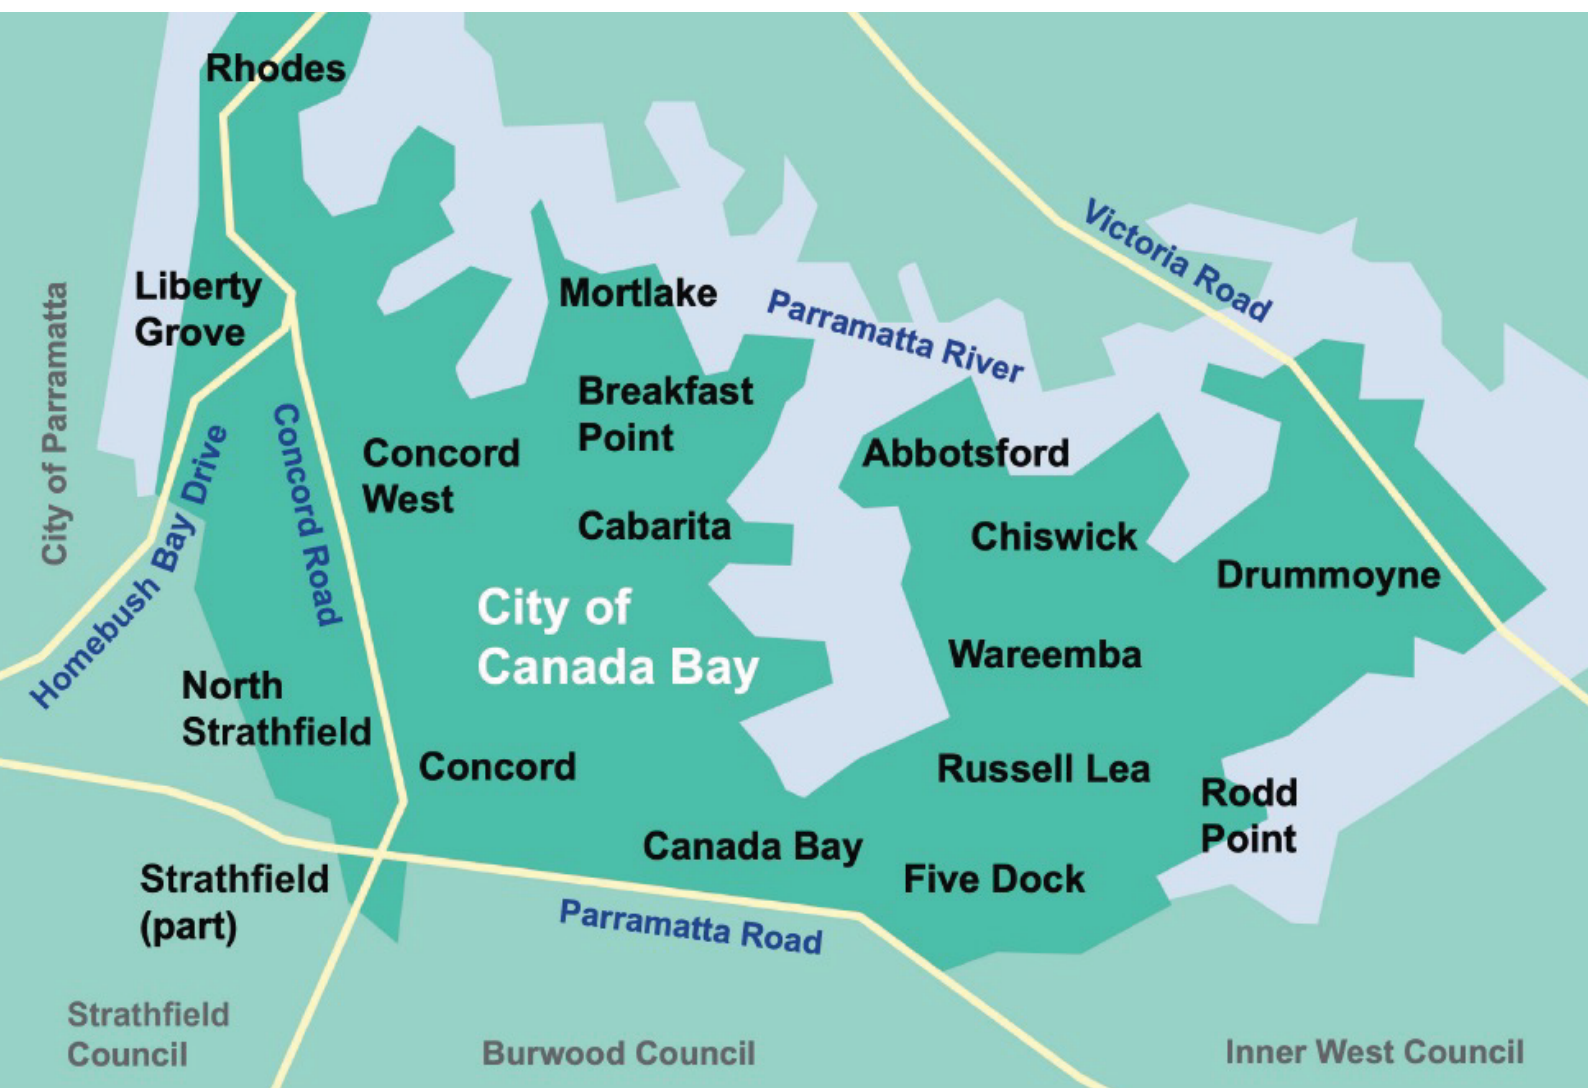 Rhodes
Victoria Road
Liberty
Grove
Mortlake
Parramatta River
City of Parramatta
Breakfast
Point
Concord
West
Concord Road
Homebush Bay Drive
Abbotsford
Cabarita
Chiswick
Drummoyne
City of
Canada Bay
Wareemba
North
Strathfield
Concord
Russell Lea
Rodd
Point
Canada Bay
Five Dock
Strathfield
(part)
Parramatta Road
Strathfield
Council
Burwood Council
Inner West Council